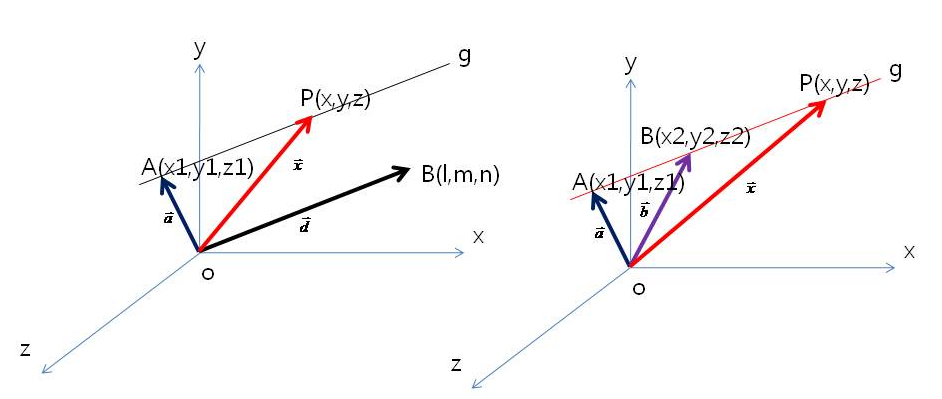 y
g
P(x,y,z)
A(x1,y1,z1)
x⃗
B(l,m,n)
a⃗
d⃗
x
o
z
y
g
P(x,y,z)
B(x2,y2,z2)
A(x1,y1,z1)
x⃗
b⃗
a⃗
x
o
z